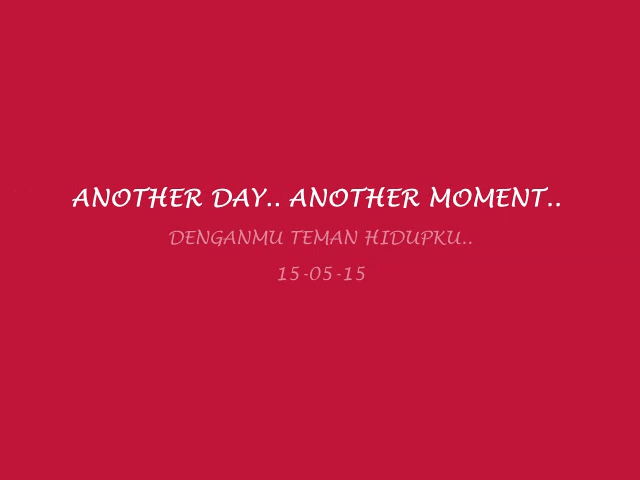 ANOTHER DAY.. ANOTHER MOMENT..
DENGANMU TEMAN HIDUPKU..
15-05-15